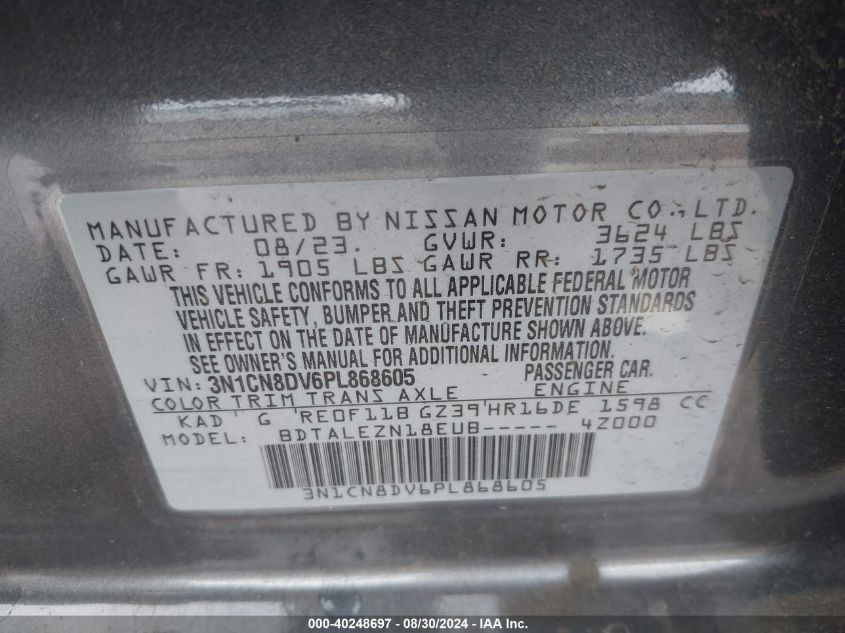 MANUFACTURED BY NISSAN MOTOR CO., LTD.
DATE: 08/23. GVWR: 3624 LBS
GAWR FR: 1905 LBS GAWR RR: 1735 LBS
THIS VEHICLE CONFORMS TO ALL APPLICABLE FEDERAL MOTOR
VEHICLE SAFETY, BUMPER AND THEFT PREVENTION STANDARDS
IN EFFECT ON THE DATE OF MANUFACTURE SHOWN ABOVE.
SEE OWNER'S MANUAL FOR ADDITIONAL INFORMATION.
VIN: 3N1CN8DV6PL868605 PASSENGER CAR.
COLOR TRIM TRANS AXLE ENGINE
KAD G RE0F11B GZ39 HR16DE 1598 CC
MODEL: BDTALEZN18EUB----- 4Z000
3N1CN8DV6PL868605
000-40248697 - 08/30/2024 - IAA Inc.